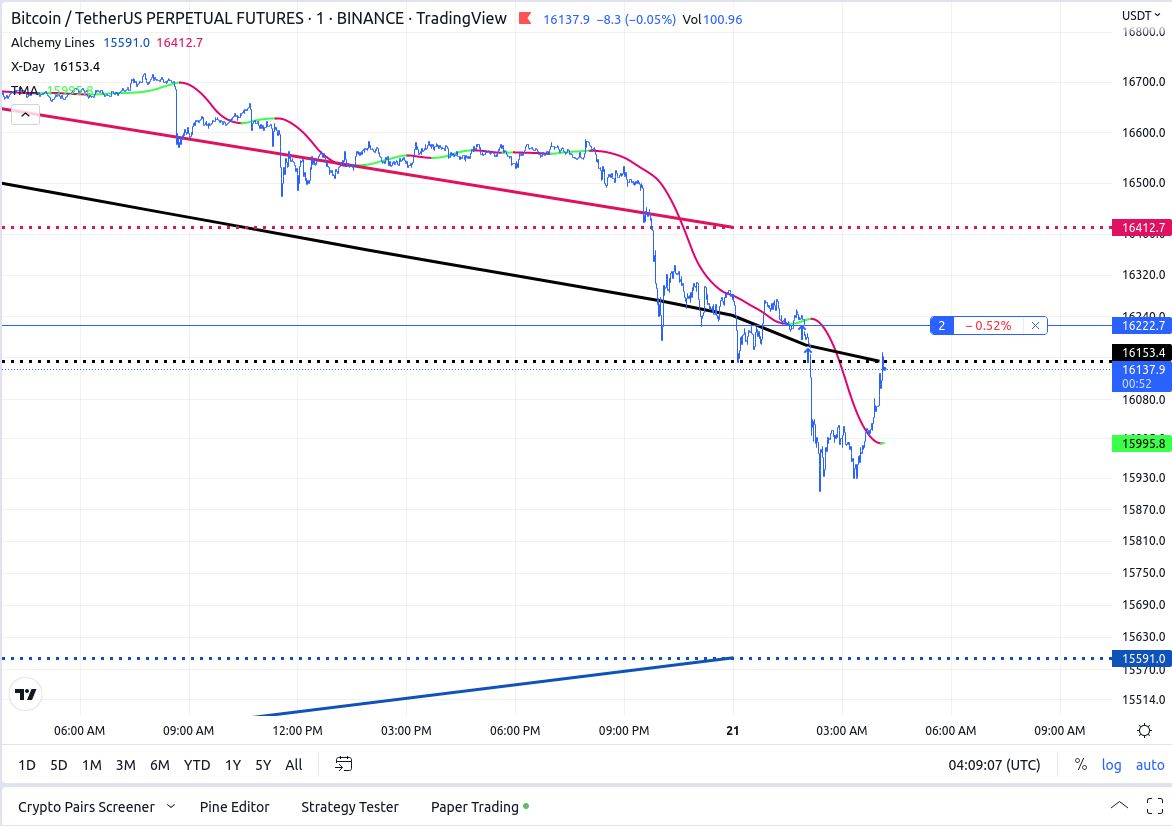 Bitcoin / TetherUS PERPETUAL FUTURES · 1 · BINANCE · TradingView 16137.9 −8.3 (−0.05%) Vol100.96
USDT
Alchemy Lines 15591.0 16412.7
X-Day 16153.4
TMA 15995.8
16800.0
16700.0
16600.0
16500.0
16412.7
16320.0
16240.0
2 −0.52% × 16222.7
16153.4
16137.9
00:52
16080.0
15995.8
15930.0
15870.0
15810.0
15750.0
15690.0
15630.0
15591.0
15570.0
15514.0
06:00 AM 09:00 AM 12:00 PM 03:00 PM 06:00 PM 09:00 PM 21 03:00 AM 06:00 AM 09:00 AM
1D 5D 1M 3M 6M YTD 1Y 5Y All 04:09:07 (UTC) % log auto
Crypto Pairs Screener Pine Editor Strategy Tester Paper Trading